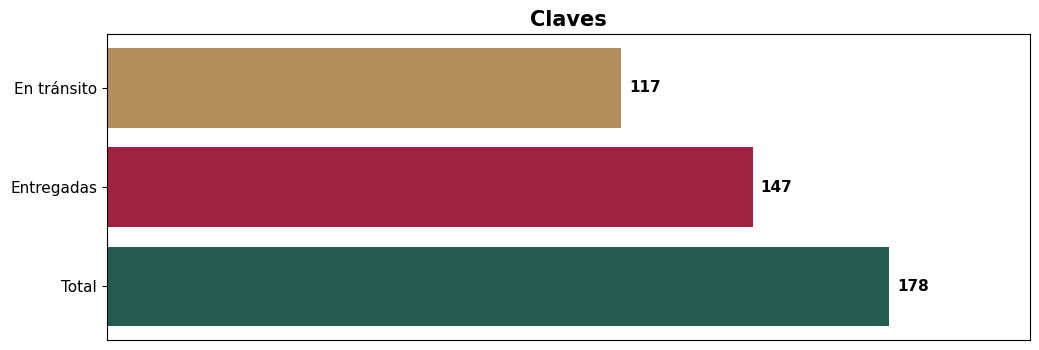 Claves
En tránsito 117
Entregadas 147
Total 178